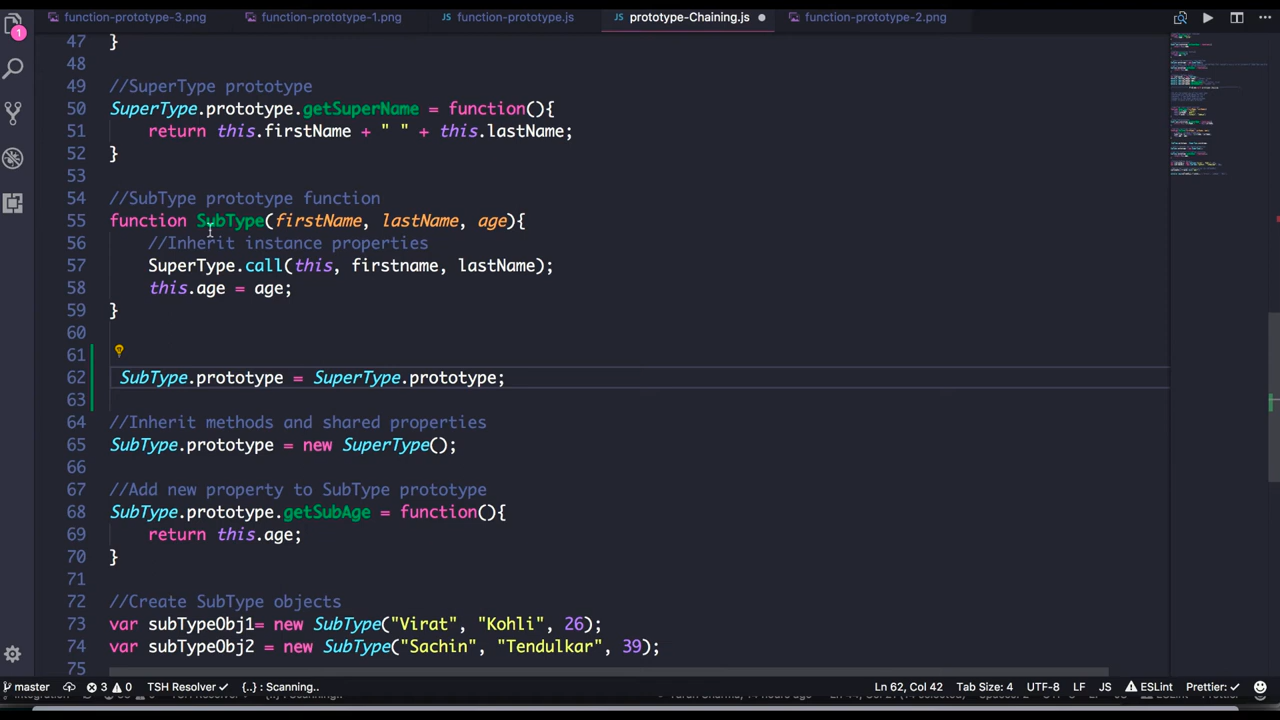 function-prototype-3.png function-prototype-1.png JS function-prototype.js JS prototype-Chaining.js function-prototype-2.png
1
47 }
48
49 //SuperType prototype
50 SuperType.prototype.getSuperName = function(){
51 return this.firstName + " " + this.lastName;
52 }
53
54 //SubType prototype function
55 function SubType(firstName, lastName, age){
56 //Inherit instance properties
57 SuperType.call(this, firstname, lastName);
58 this.age = age;
59 }
60
61
62 SubType.prototype = SuperType.prototype;
63
64 //Inherit methods and shared properties
65 SubType.prototype = new SuperType();
66
67 //Add new property to SubType prototype
68 SubType.prototype.getSubAge = function(){
69 return this.age;
70 }
71
72 //Create SubType objects
73 var subTypeObj1= new SubType("Virat", "Kohli", 26);
74 var subTypeObj2 = new SubType("Sachin", "Tendulkar", 39);
75
master 3 0 TSH Resolver {..} : Scanning.. Ln 62, Col 42 Tab Size: 4 UTF-8 LF JS ESLint Prettier: